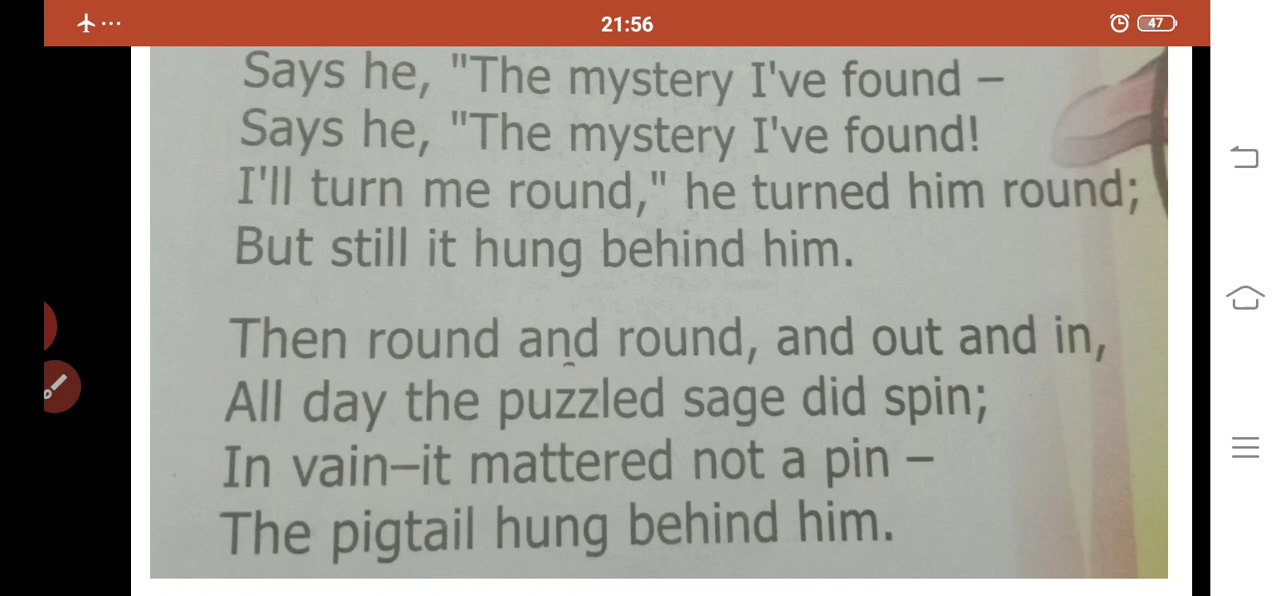 21:56
47
Says he, "The mystery I've found –
Says he, "The mystery I've found!
I'll turn me round," he turned him round;
But still it hung behind him.
Then round and round, and out and in,
All day the puzzled sage did spin;
In vain–it mattered not a pin –
The pigtail hung behind him.